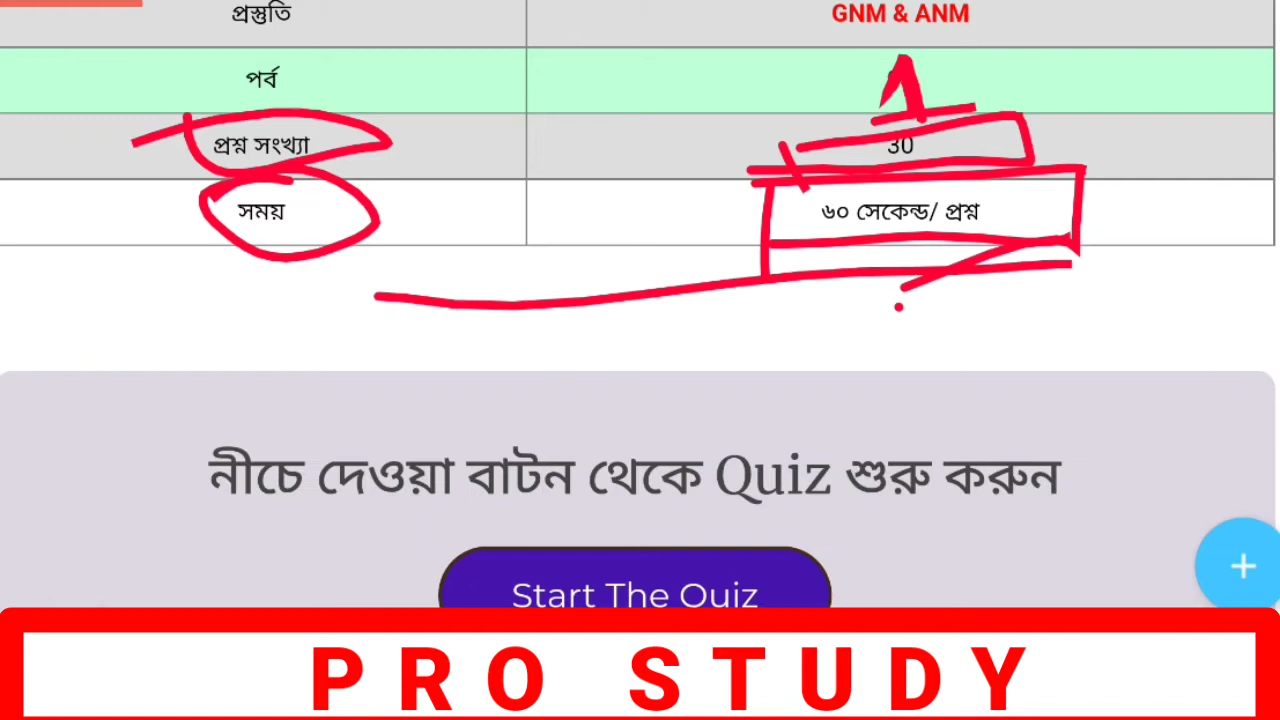 প্রস্তুতি GNM & ANM
পর্ব
প্রশ্ন সংখ্যা 30
সময় ৬০ সেকেন্ড/ প্রশ্ন
নীচে দেওয়া বাটন থেকে Quiz শুরু করুন
Start The Quiz
+
PRO STUDY